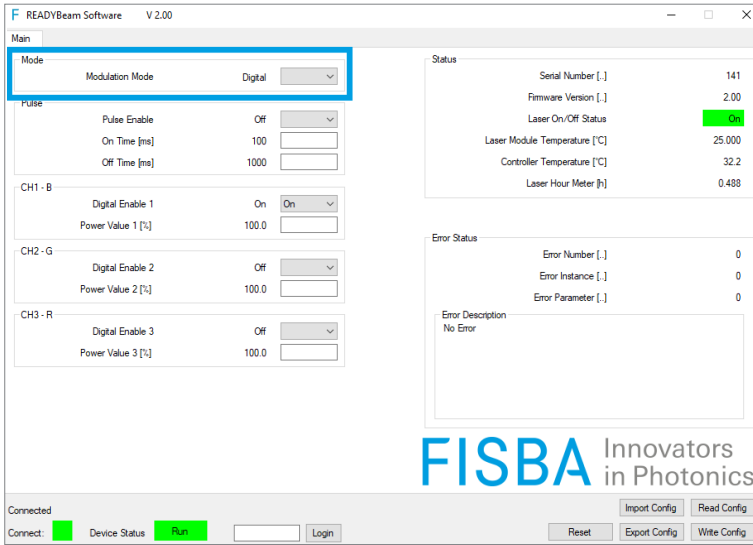 READYBeam Software V 2.00
Main
Mode
Modulation Mode Digital
Pulse
Pulse Enable Off
On Time [ms] 100
Off Time [ms] 1000
CH1 - B
Digital Enable 1 On On
Power Value 1 [%] 100.0
CH2 - G
Digital Enable 2 Off
Power Value 2 [%] 100.0
CH3 - R
Digital Enable 3 Off
Power Value 3 [%] 100.0
Status
Serial Number [..] 141
Firmware Version [..] 2.00
Laser On/Off Status On
Laser Module Temperature [°C] 25.000
Controller Temperature [°C] 32.2
Laser Hour Meter [h] 0.488
Error Status
Error Number [..] 0
Error Instance [..] 0
Error Parameter [..] 0
Error Description
No Error
FISBA
Innovators
in Photonics
Connected
Connect: Device Status Run Login
Import Config Read Config
Reset Export Config Write Config